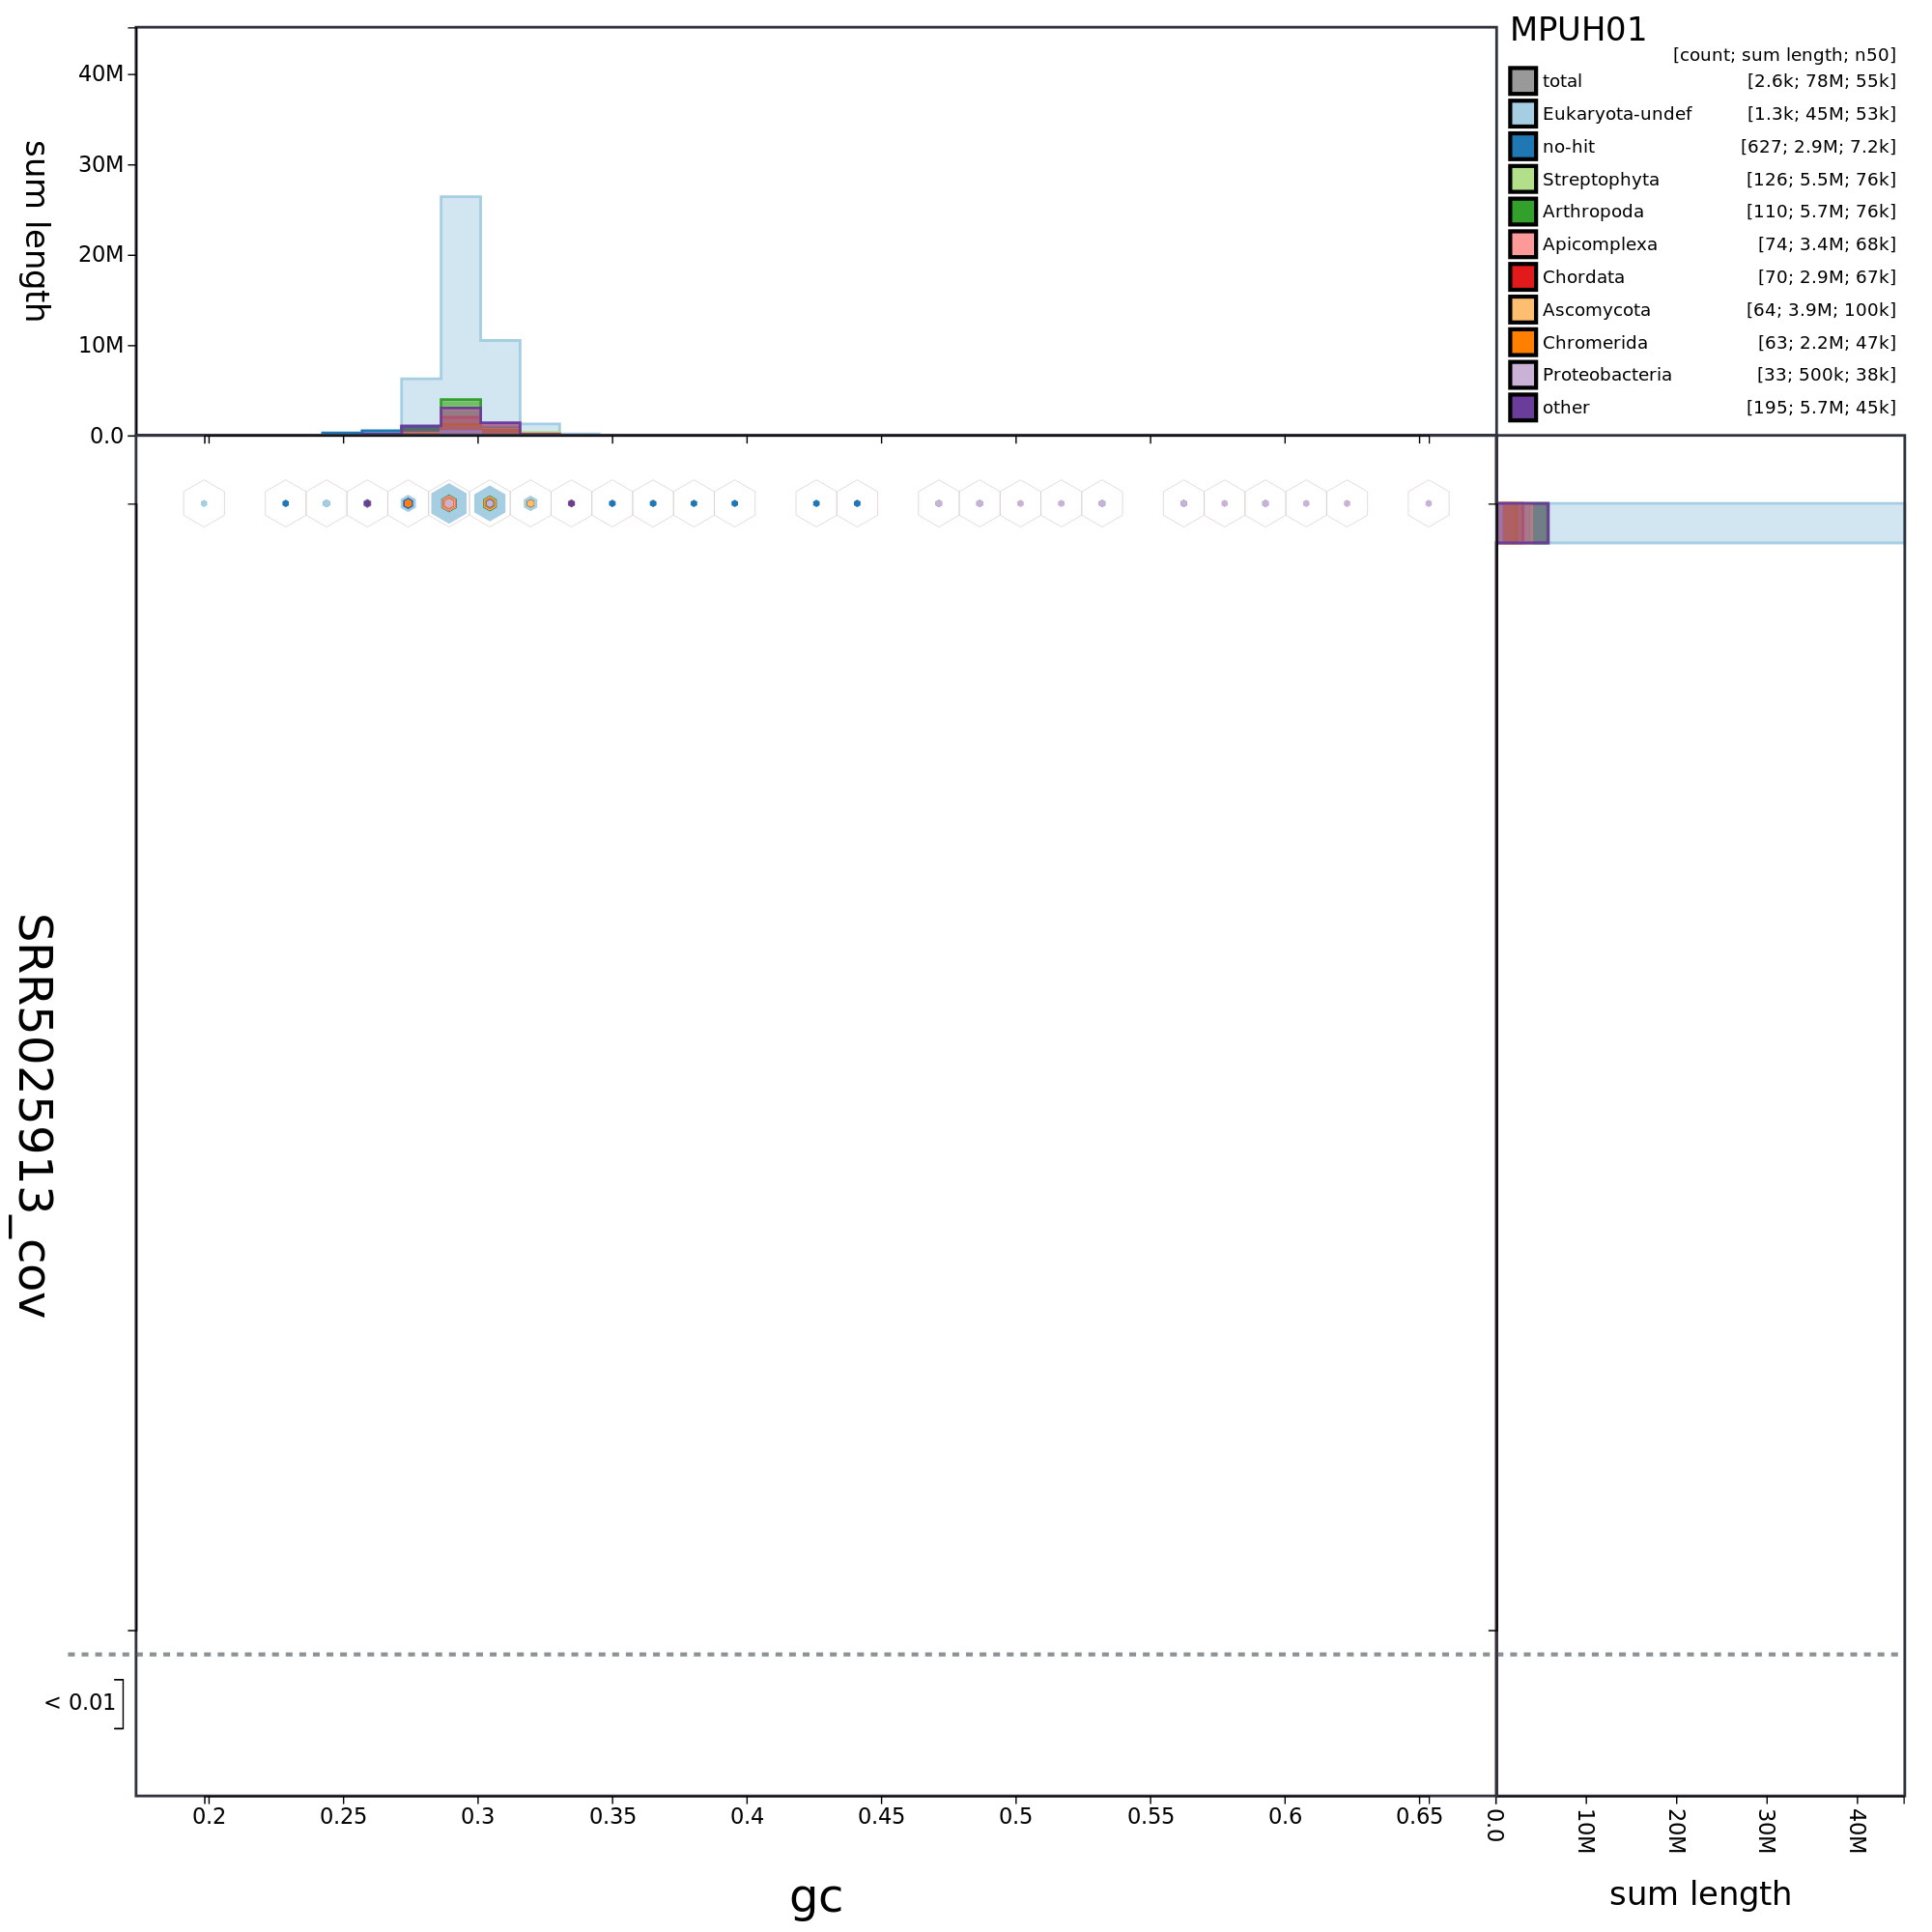 MPUH01
[count; sum length; n50]
total [2.6k; 78M; 55k]
Eukaryota-undef [1.3k; 45M; 53k]
no-hit [627; 2.9M; 7.2k]
Streptophyta [126; 5.5M; 76k]
Arthropoda [110; 5.7M; 76k]
Apicomplexa [74; 3.4M; 68k]
Chordata [70; 2.9M; 67k]
Ascomycota [64; 3.9M; 100k]
Chromerida [63; 2.2M; 47k]
Proteobacteria [33; 500k; 38k]
other [195; 5.7M; 45k]
sum length
40M
30M
20M
10M
0.0
SRR5025913_cov
< 0.01
0.2 0.25 0.3 0.35 0.4 0.45 0.5 0.55 0.6 0.65
gc
0.0 10M 20M 30M 40M
sum length